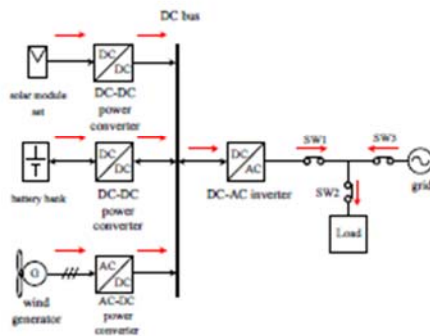 DC bus
DC
DC
solar module
set
DC-DC
power
converter
SW1
SW3
DC
DC
DC
AC
grid
battery bank
DC-DC
power
converter
DC-AC inverter
SW2
Load
G
AC
DC
wind
generator
AC-DC
power
converter